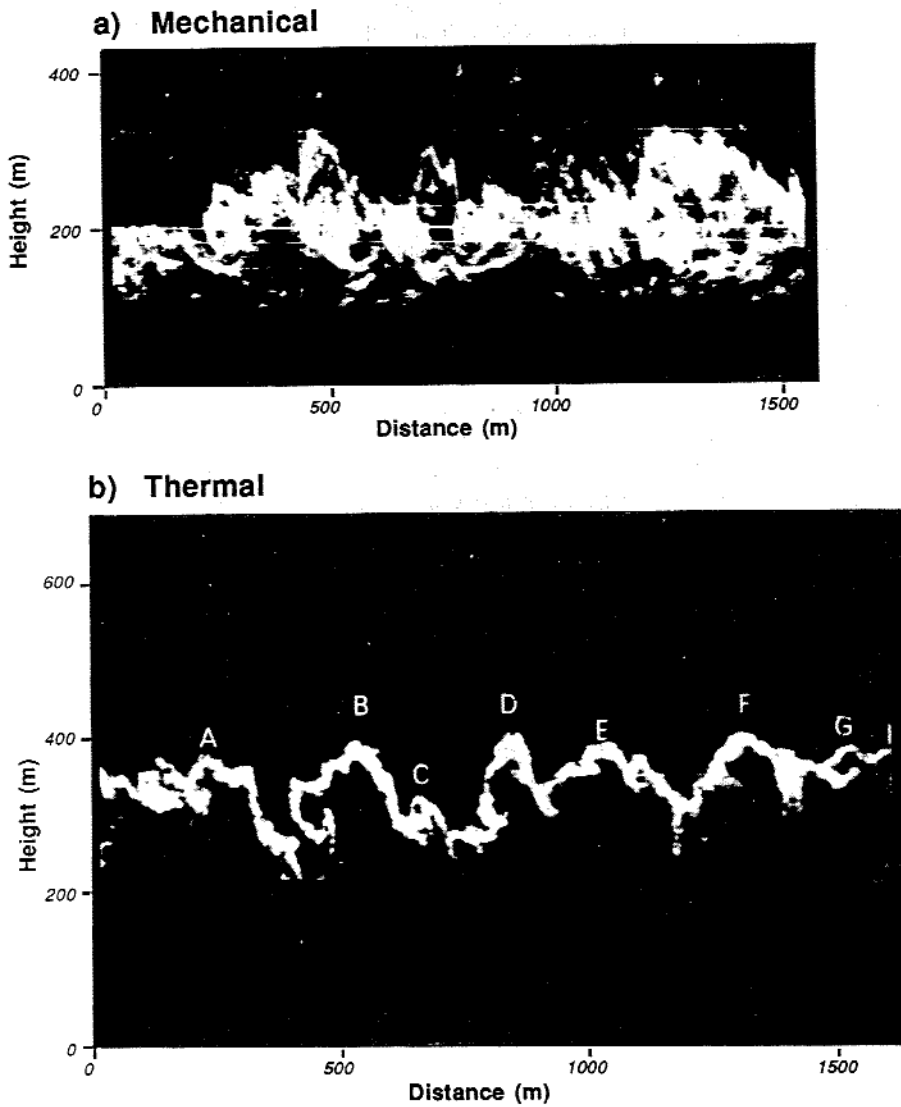 a) Mechanical
400
200
0
Height (m)
0 500 1000 1500
Distance (m)
b) Thermal
600
400
200
0
Height (m)
A B C D E F G
0 500 1000 1500
Distance (m)